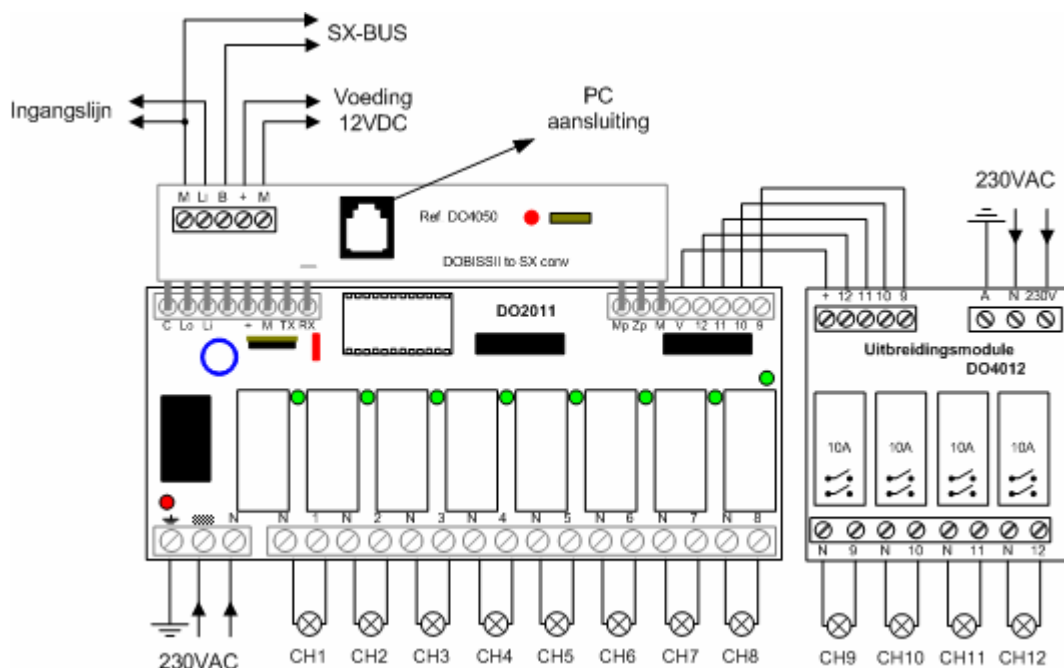 SX-BUS
Ingangslijn
Voeding
12VDC
PC
aansluiting
M Li B + M
Ref DO4050
DOBISSII to SX conv
230VAC
C Lo Li + M TX RX
DO2011
Mp Zp M V 12 11 10 9
+ 12 11 10 9
A N 230V
Uitbreidingsmodule
DO4012
10A 10A 10A 10A
N N 1 N 2 N 3 N 4 N 5 N 6 N 7 N 8
N 9 N 10 N 11 N 12
230VAC
CH1 CH2 CH3 CH4 CH5 CH6 CH7 CH8
CH9 CH10 CH11 CH12